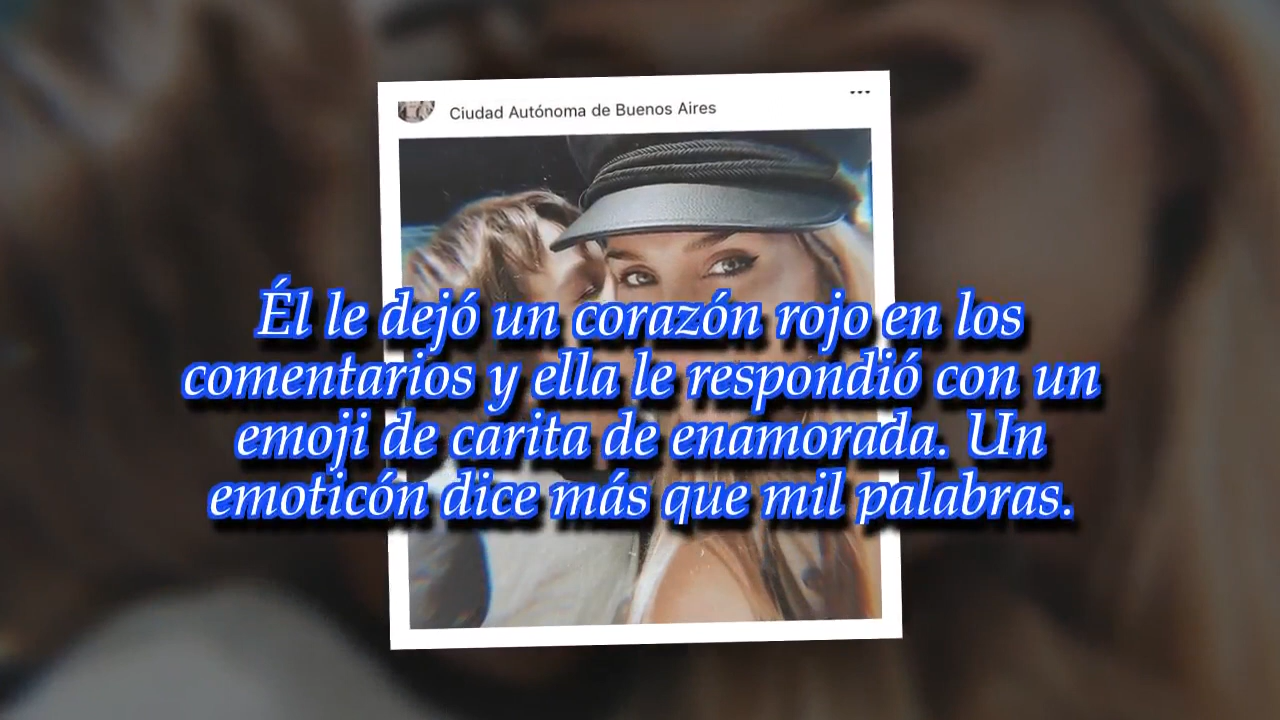 Ciudad Autónoma de Buenos Aires
Él le dejó un corazón rojo en los
comentarios y ella le respondió con un
emoji de carita de enamorada. Un
emoticón dice más que mil palabras.